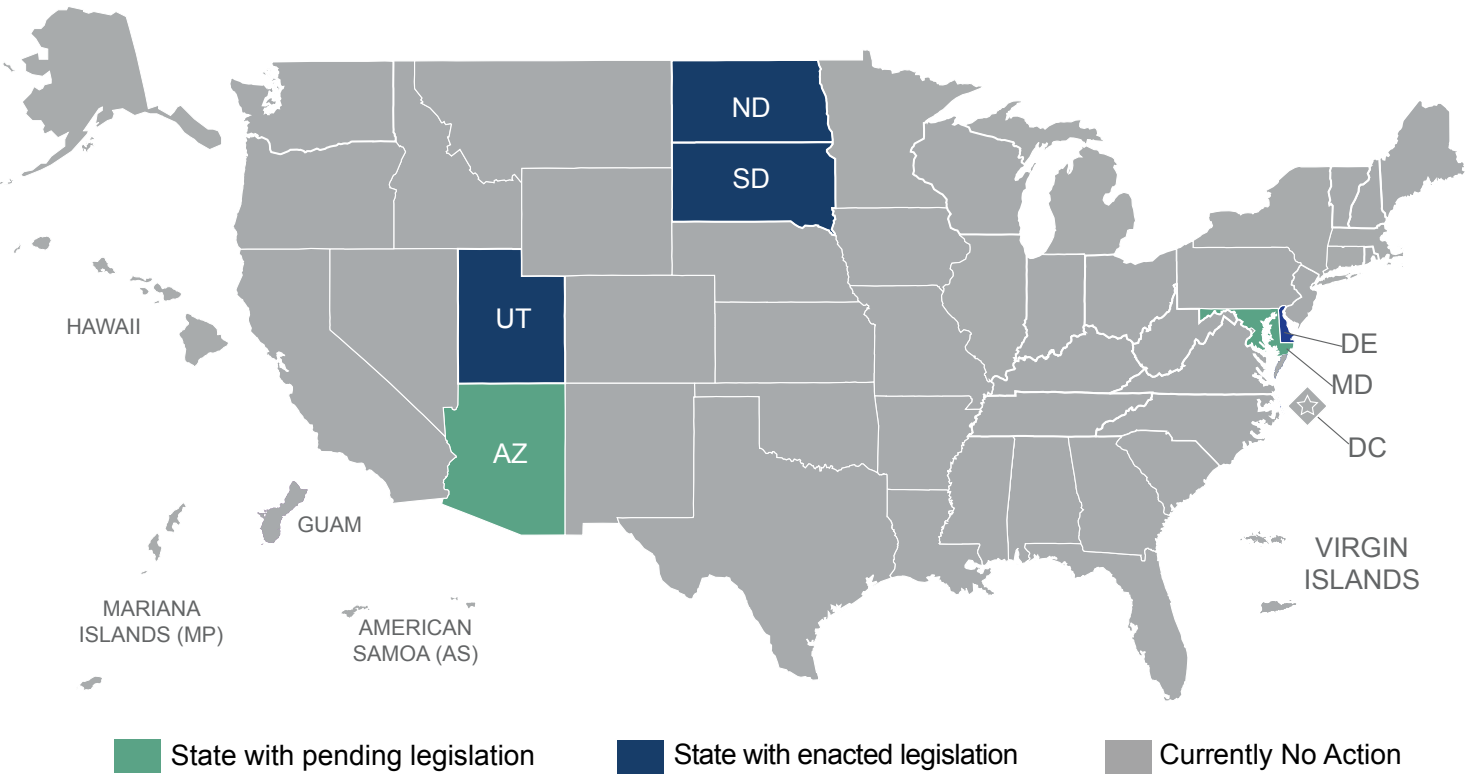 ND
SD
UT
HAWAII
DE
MD
AZ
DC
GUAM
VIRGIN
ISLANDS
MARIANA
ISLANDS (MP)
AMERICAN
SAMOA (AS)
State with pending legislation
State with enacted legislation
Currently No Action